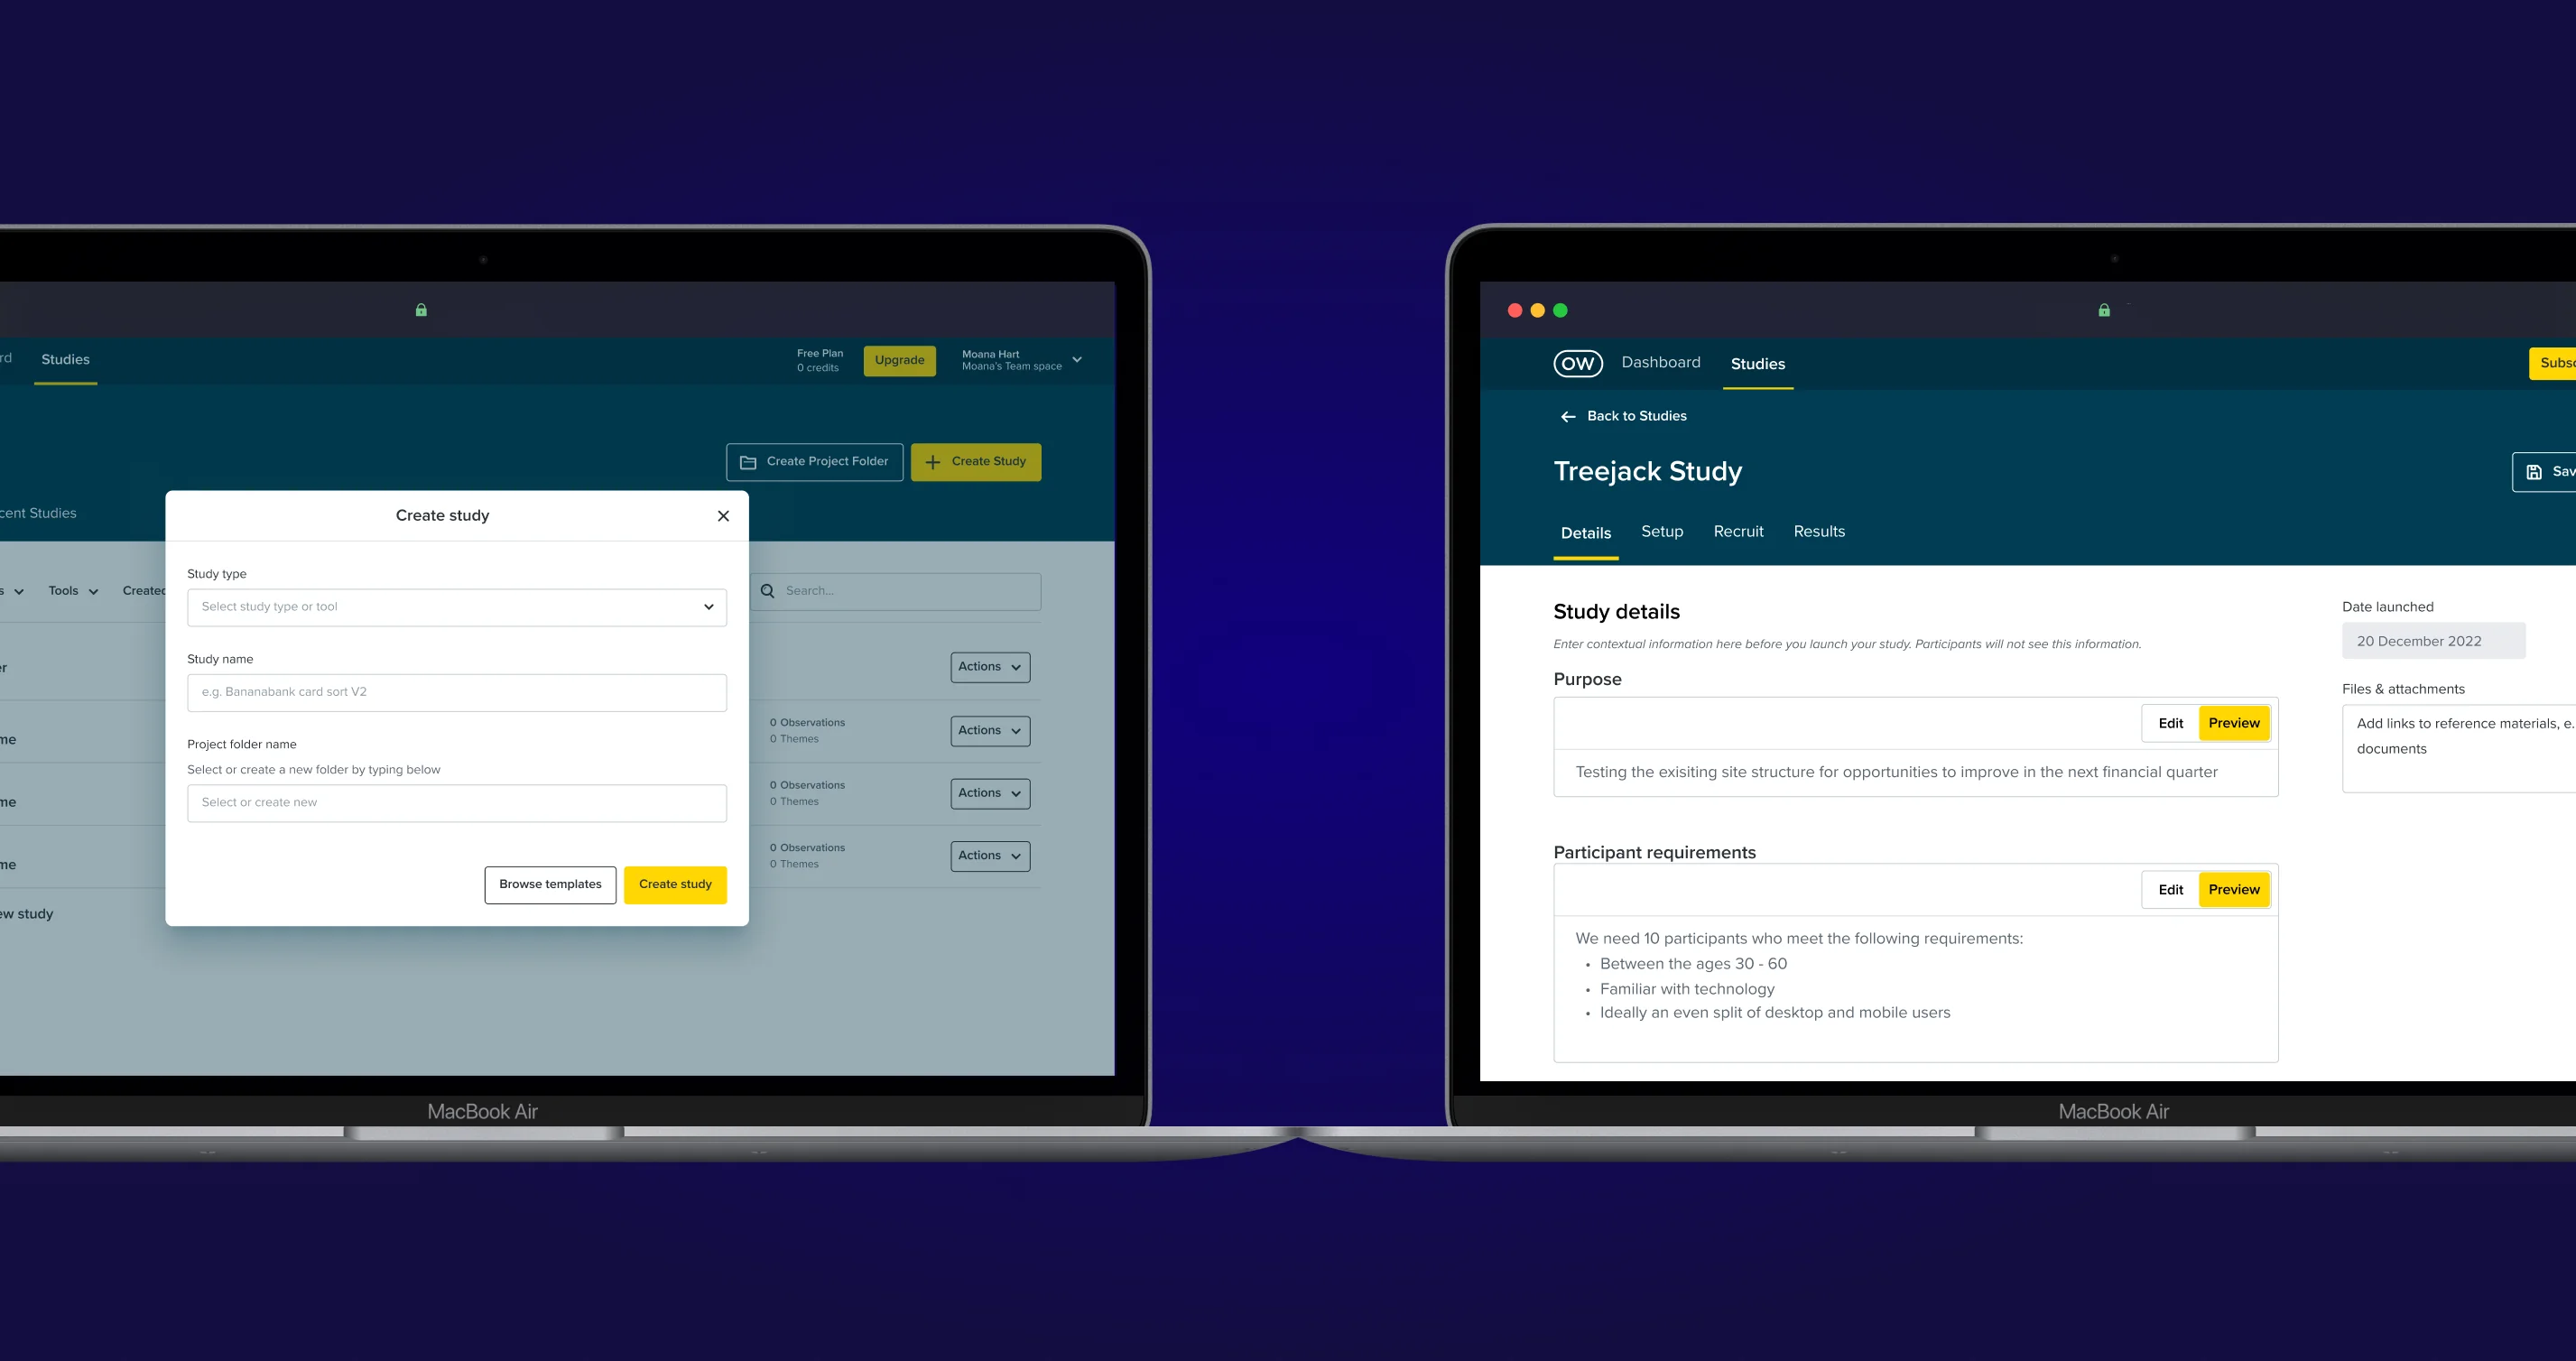 rd
Studies
Free Plan
0 credits
Upgrade
Moana Hart
Moana's Team space
Create Project Folder
Create Study
cent Studies
s
Tools
Created
Search...
er
Actions
me
0 Observations
0 Themes
Actions
me
0 Observations
0 Themes
Actions
me
0 Observations
0 Themes
Actions
ew study
Create study
Study type
Select study type or tool
Study name
e.g. Bananabank card sort V2
Project folder name
Select or create a new folder by typing below
Select or create new
Browse templates
Create study
MacBook Air
OW
Dashboard
Studies
Subsc
Back to Studies
Treejack Study
Sav
Details
Setup
Recruit
Results
Study details
Enter contextual information here before you launch your study. Participants will not see this information.
Purpose
Edit
Preview
Testing the exisiting site structure for opportunities to improve in the next financial quarter
Participant requirements
Edit
Preview
We need 10 participants who meet the following requirements:
• Between the ages 30 - 60
• Familiar with technology
• Ideally an even split of desktop and mobile users
Date launched
20 December 2022
Files & attachments
Add links to reference materials, e.
documents
MacBook Air